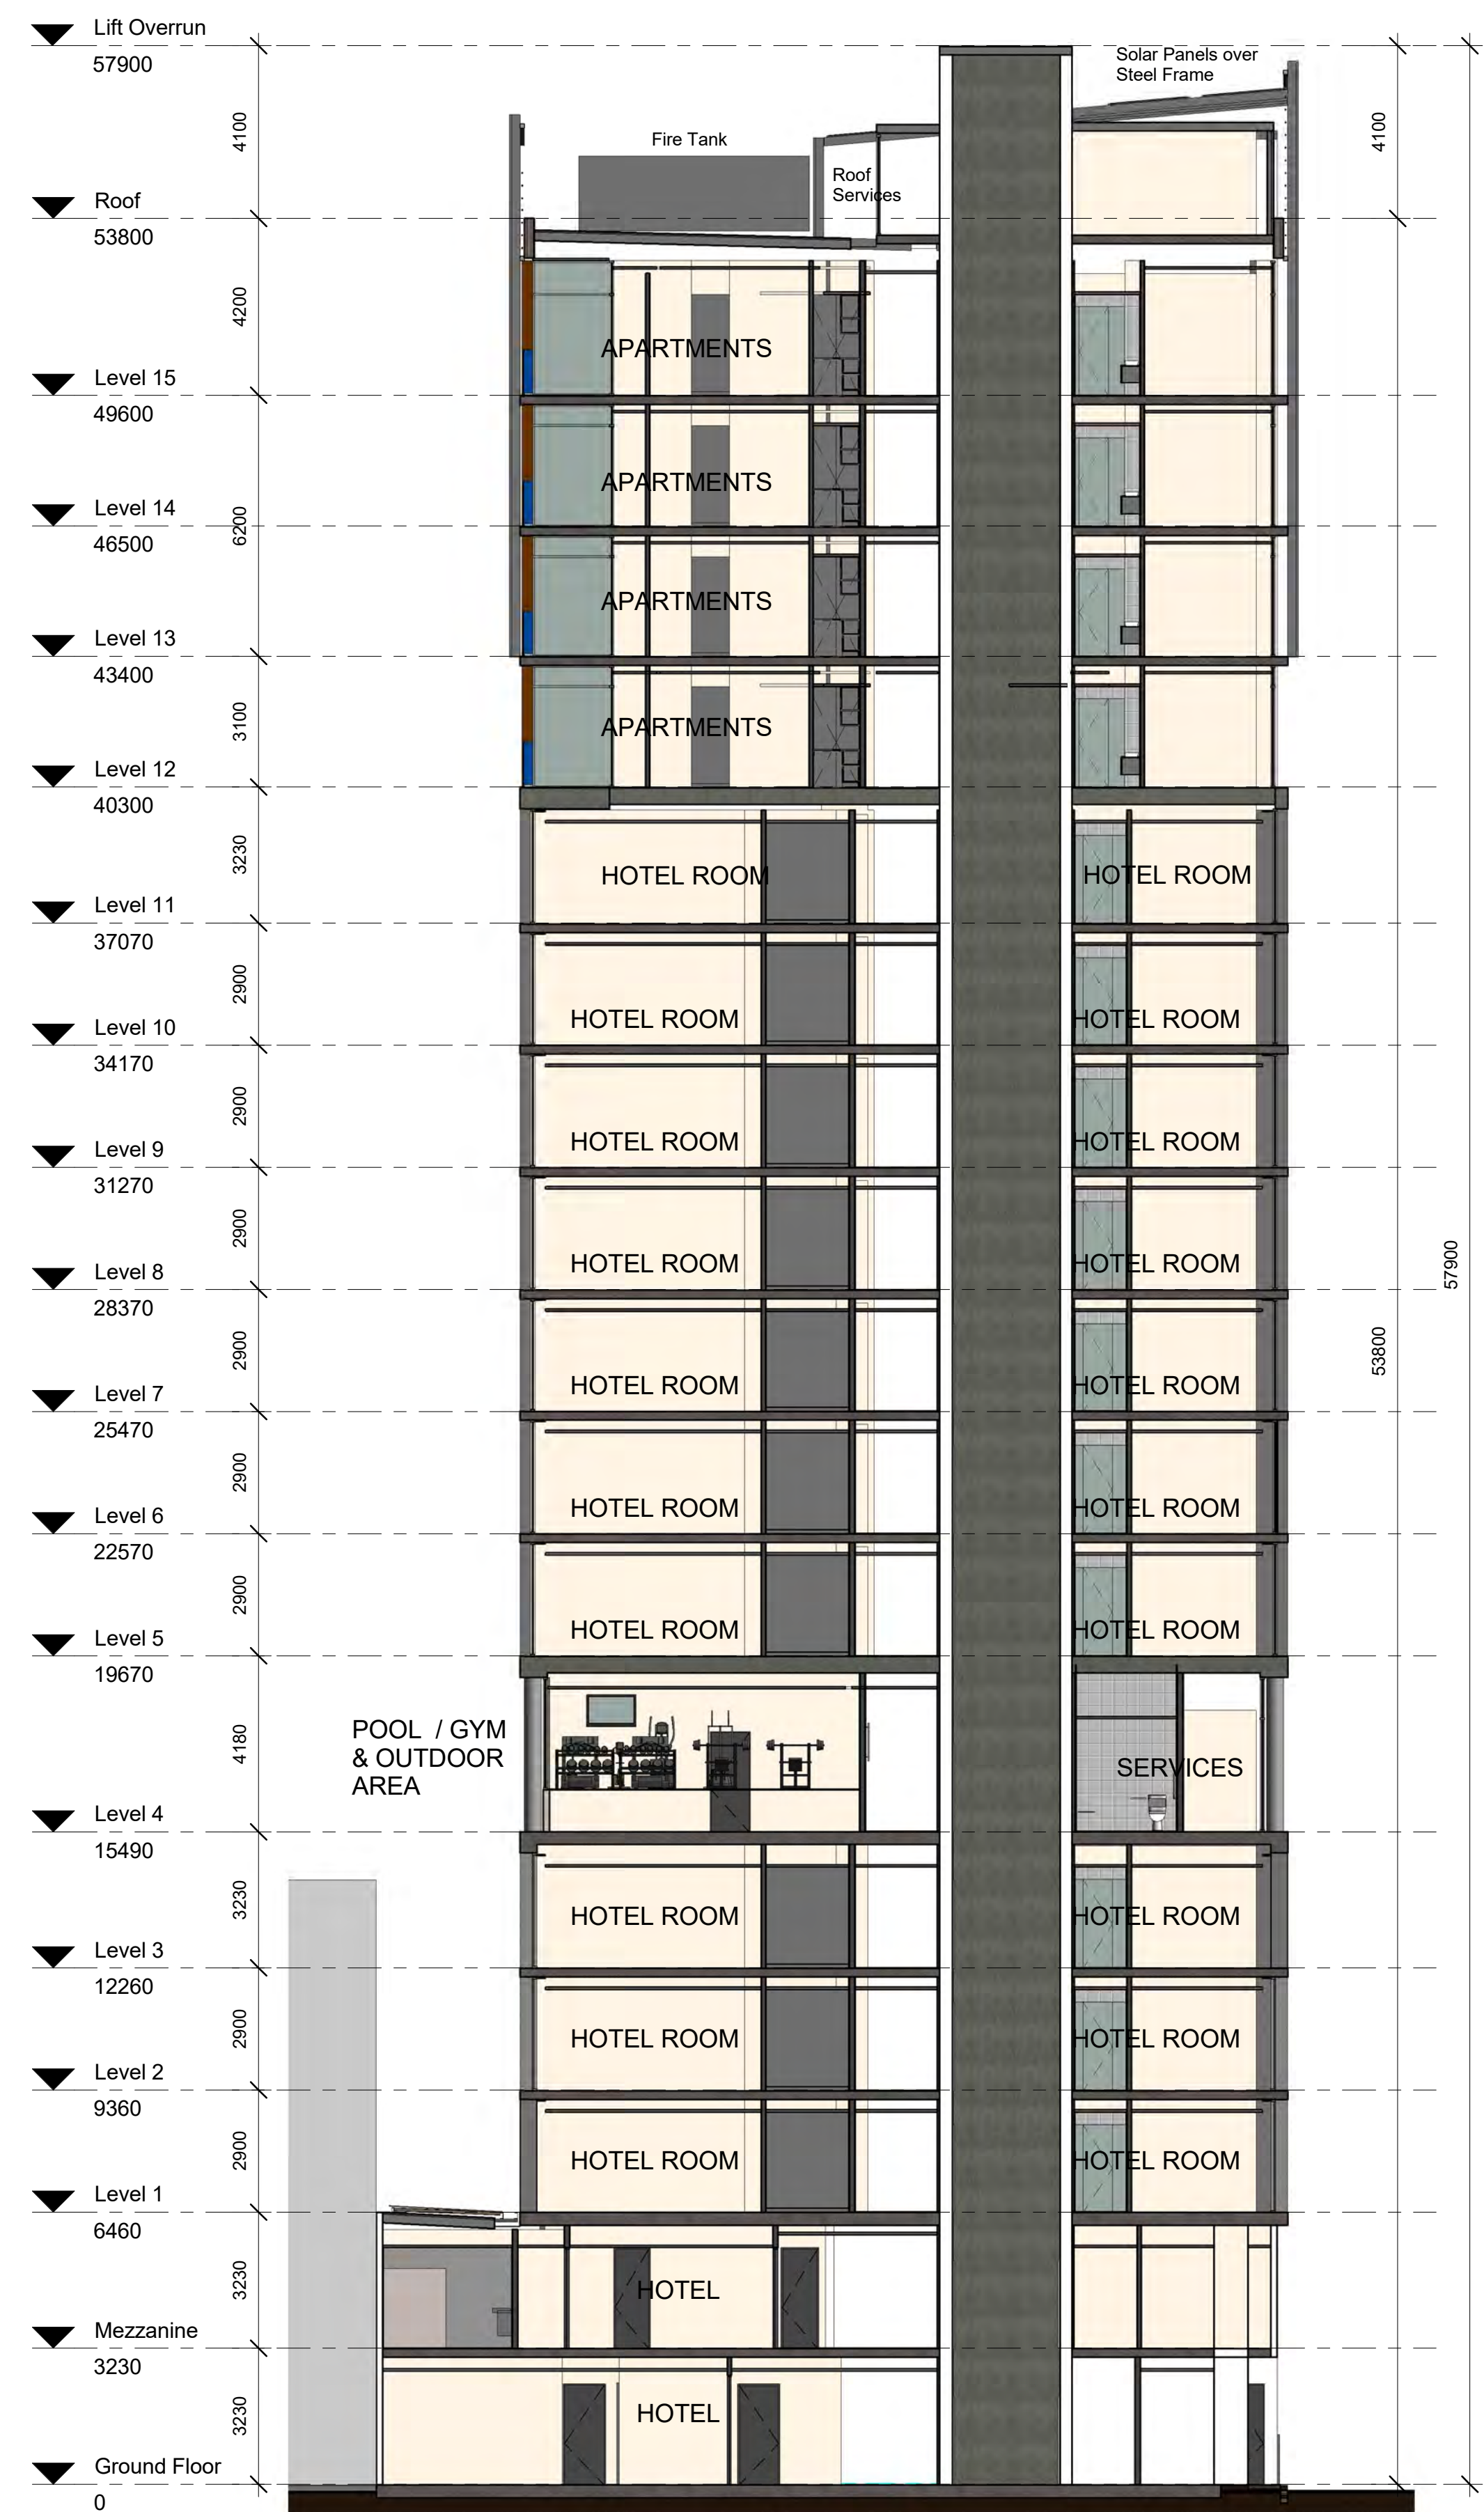 Lift Overrun
57900
Solar Panels over
Steel Frame
4100
4100
Fire Tank
Roof
Services
Roof
53800
4200
APARTMENTS
Level 15
49600
APARTMENTS
Level 14
46500
6200
APARTMENTS
Level 13
43400
3100
APARTMENTS
Level 12
40300
3230
HOTEL ROOM
HOTEL ROOM
Level 11
37070
2900
HOTEL ROOM
HOTEL ROOM
Level 10
34170
2900
HOTEL ROOM
HOTEL ROOM
Level 9
31270
2900
HOTEL ROOM
HOTEL ROOM
57900
Level 8
28370
2900
53800
HOTEL ROOM
HOTEL ROOM
Level 7
25470
2900
HOTEL ROOM
HOTEL ROOM
Level 6
22570
2900
HOTEL ROOM
HOTEL ROOM
Level 5
19670
4180
POOL / GYM
& OUTDOOR
AREA
SERVICES
Level 4
15490
3230
HOTEL ROOM
HOTEL ROOM
Level 3
12260
2900
HOTEL ROOM
HOTEL ROOM
Level 2
9360
2900
HOTEL ROOM
HOTEL ROOM
Level 1
6460
3230
HOTEL
Mezzanine
3230
3230
HOTEL
Ground Floor
0